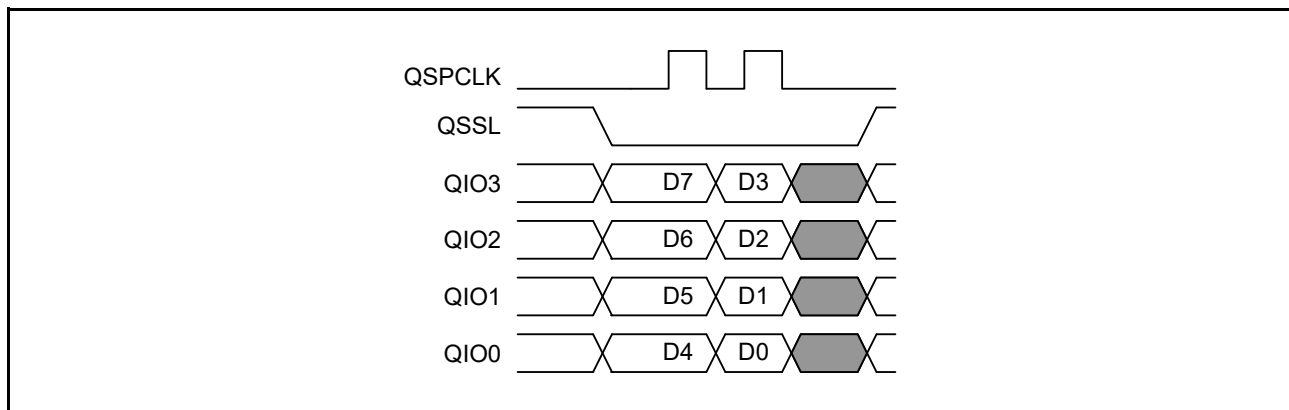 QSPCLK
QSSL
QIO3 D7 D3
QIO2 D6 D2
QIO1 D5 D1
QIO0 D4 D0